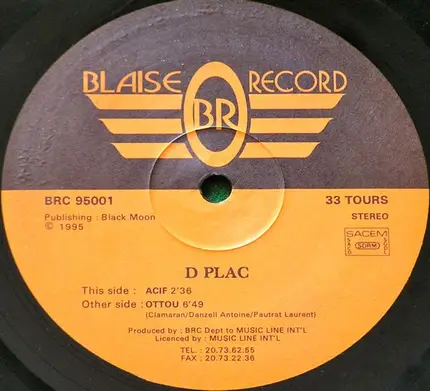 BLAISE RECORD
BR
BRC 95001 33 TOURS
Publishing : Black Moon STEREO
© 1995
SACEM
SDRM
D PLAC
This side : ACIF 2'36
Other side : OTTOU 6'49
(Clamaran/Danzell Antoine/Pautrat Laurent)
Produced by : BRC Dept to MUSIC LINE INT'L
Licenced by : MUSIC LINE INT'L
TEL. : 20.73.62.55
FAX : 20.73.22.36